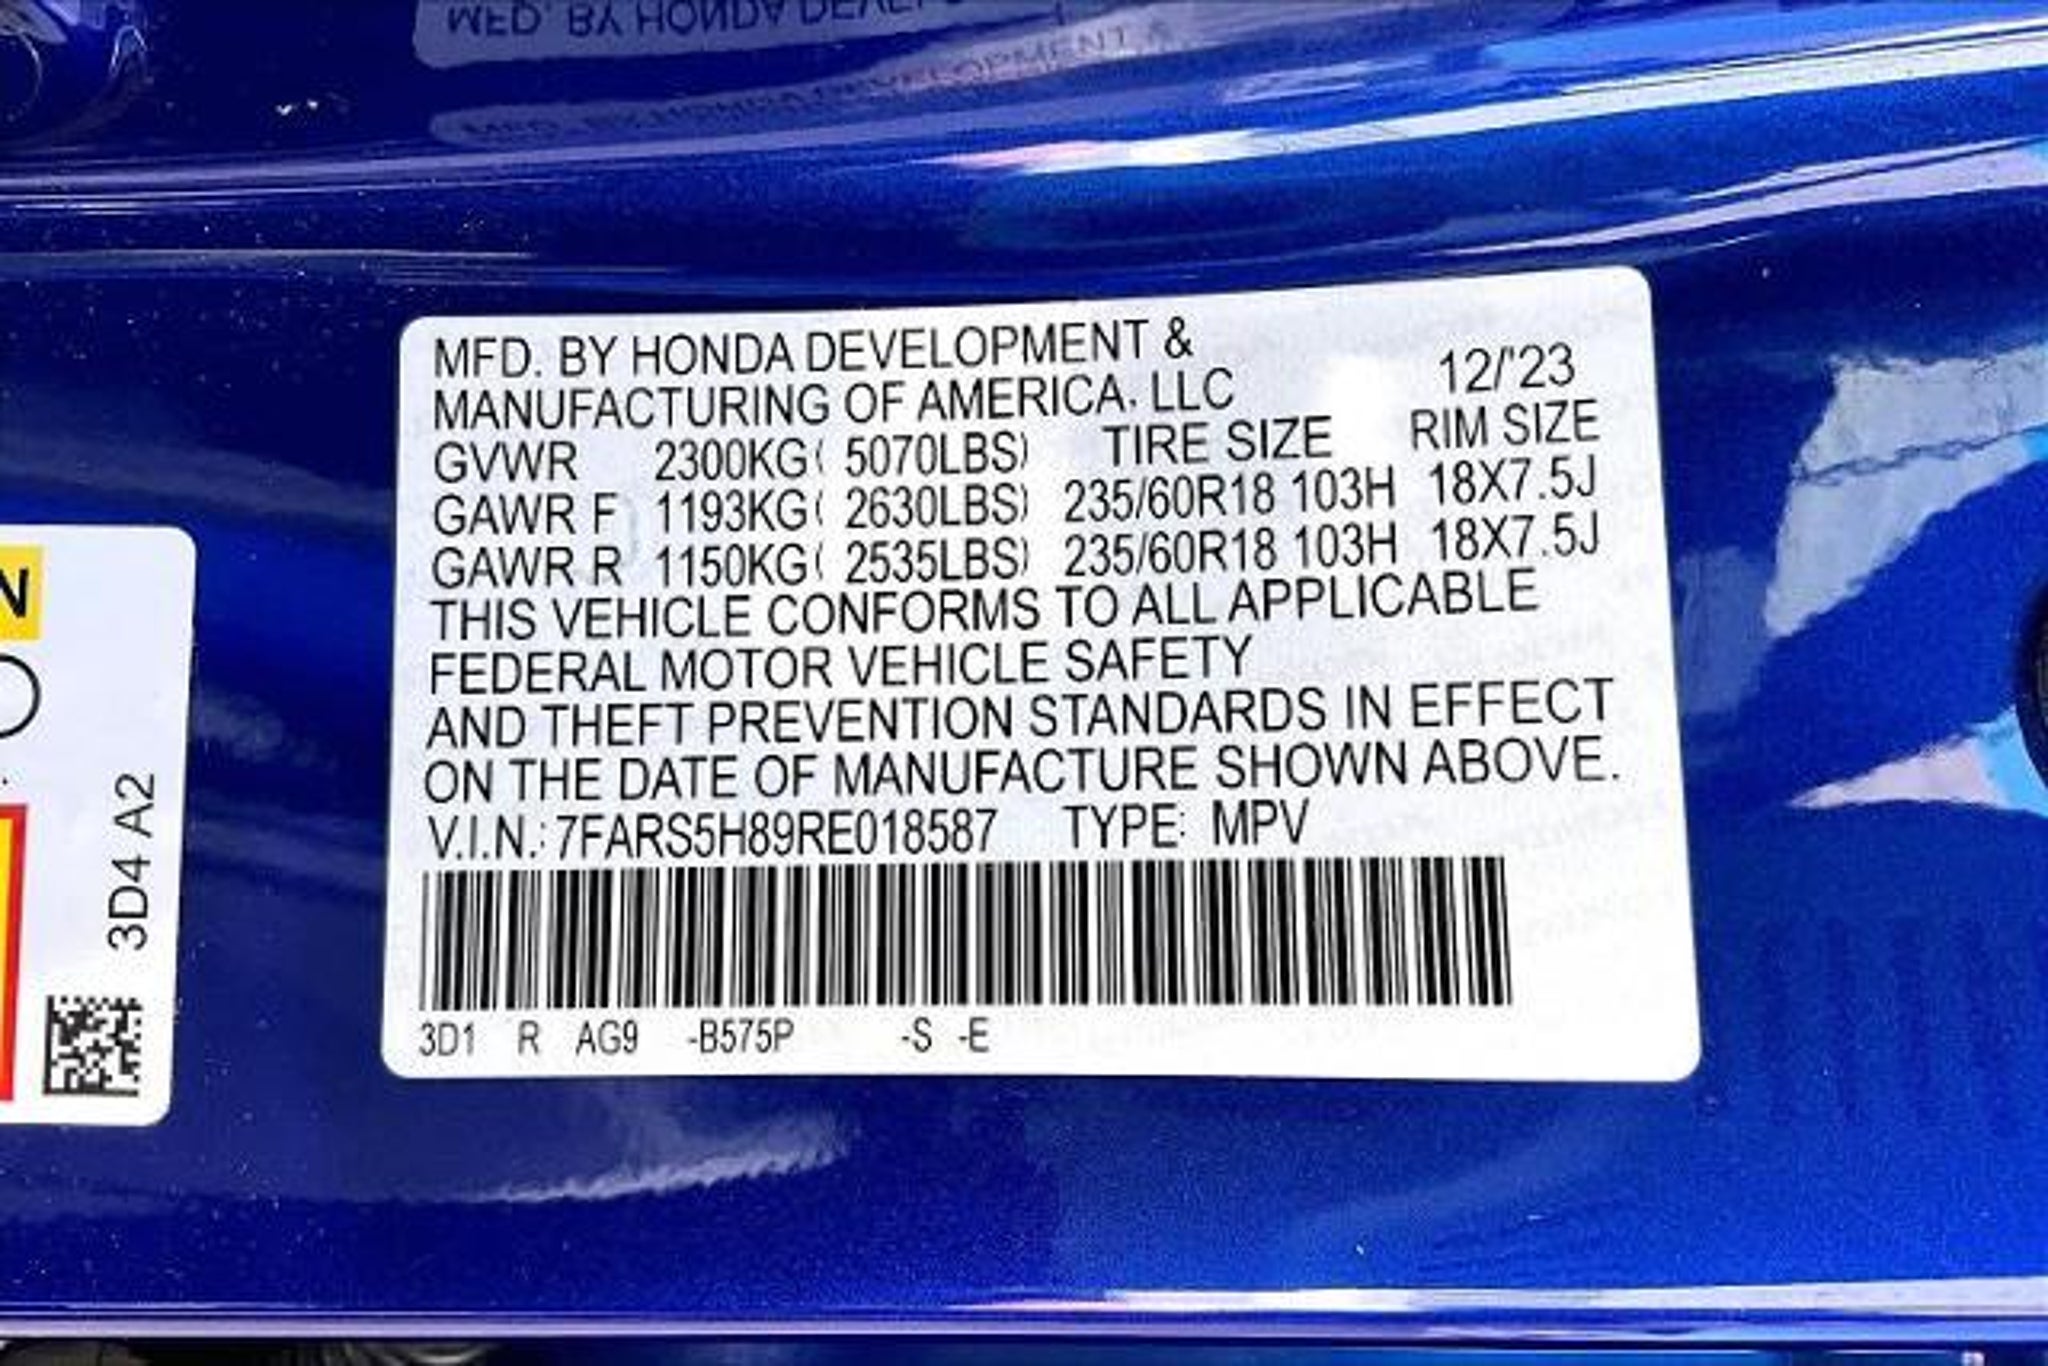 MFD. BY HONDA DEVELOPMENT &
MANUFACTURING OF AMERICA, LLC 12/'23
GVWR 2300KG( 5070LBS) TIRE SIZE RIM SIZE
GAWR F 1193KG( 2630LBS) 235/60R18 103H 18X7.5J
GAWR R 1150KG( 2535LBS) 235/60R18 103H 18X7.5J
THIS VEHICLE CONFORMS TO ALL APPLICABLE
FEDERAL MOTOR VEHICLE SAFETY
AND THEFT PREVENTION STANDARDS IN EFFECT
ON THE DATE OF MANUFACTURE SHOWN ABOVE.
V.I.N.: 7FARS5H89RE018587 TYPE: MPV
3D1 R AG9 -B575P -S -E
3D4 A2